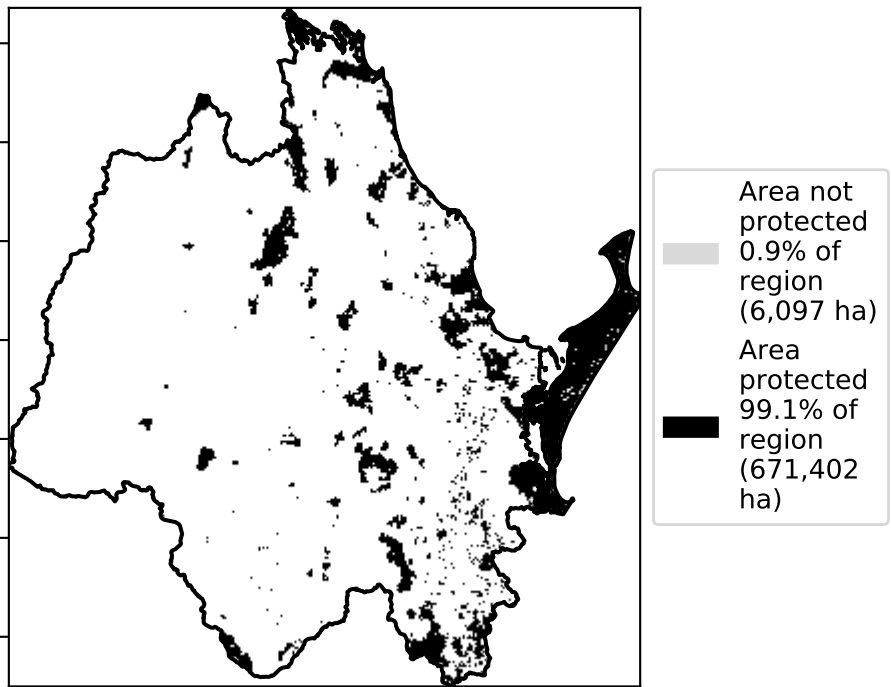 Area not
protected
0.9% of
region
(6,097 ha)
Area
protected
99.1% of
region
(671,402
ha)